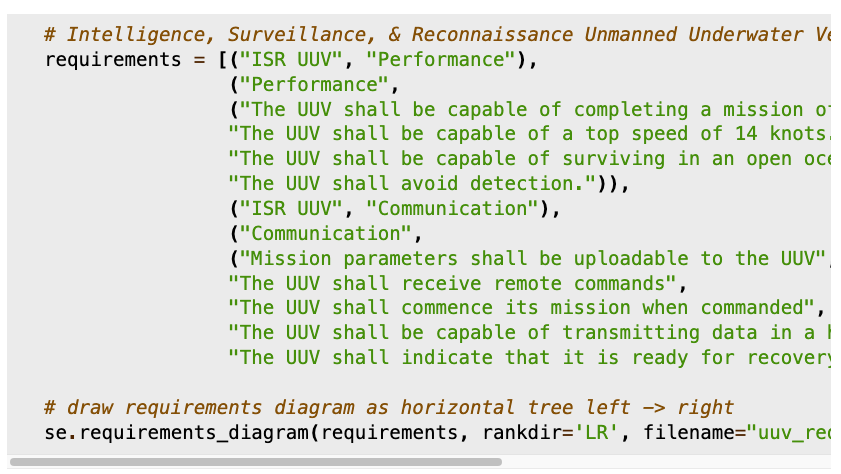 # Intelligence, Surveillance, & Reconnaissance Unmanned Underwater
requirements = [("ISR UUV", "Performance"),
("Performance",
("The UUV shall be capable of completing a mission
"The UUV shall be capable of a top speed of 14 knots.
"The UUV shall be capable of surviving in an open
"The UUV shall avoid detection.")),
("ISR UUV", "Communication"),
("Communication",
("Mission parameters shall be uploadable to the UUV",
"The UUV shall receive remote commands",
"The UUV shall commence its mission when commanded",
"The UUV shall be capable of transmitting data in a
"The UUV shall indicate that it is ready for recovery
# draw requirements diagram as horizontal tree left -> right
se.requirements_diagram(requirements, rankdir='LR', filename="uuv_